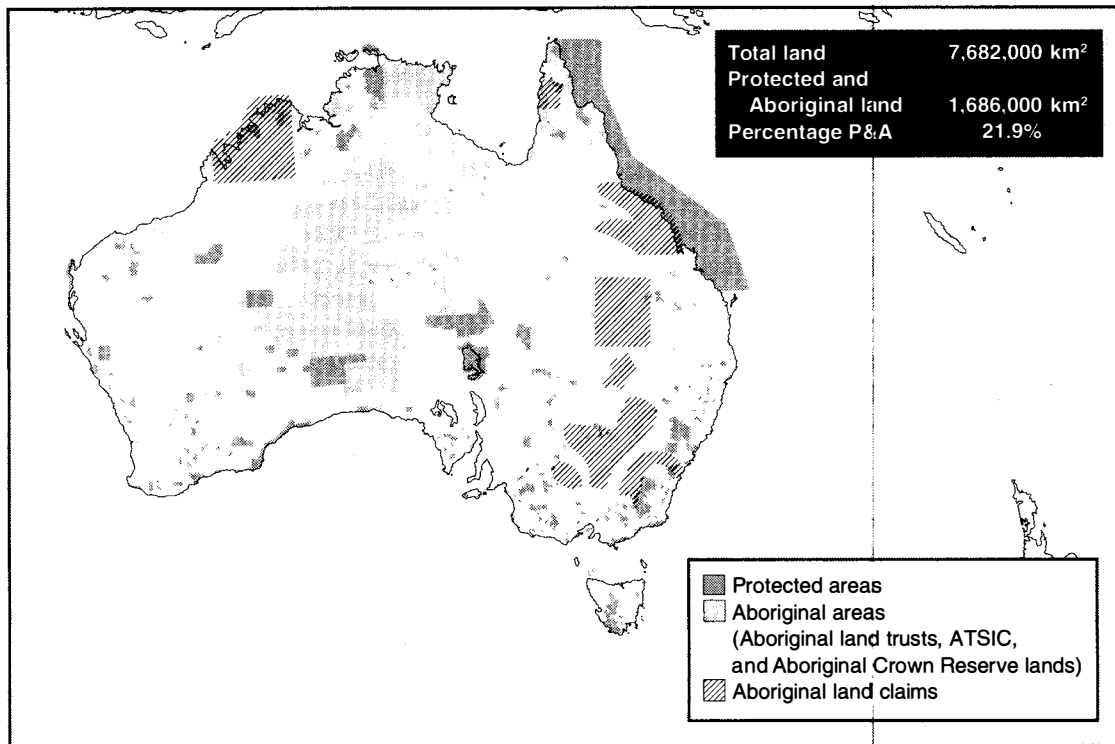 Total land 7,682,000 km²
Protected and
Aboriginal land 1,686,000 km²
Percentage P&A 21.9%
Protected areas
Aboriginal areas
(Aboriginal land trusts, ATSIC,
and Aboriginal Crown Reserve lands)
Aboriginal land claims